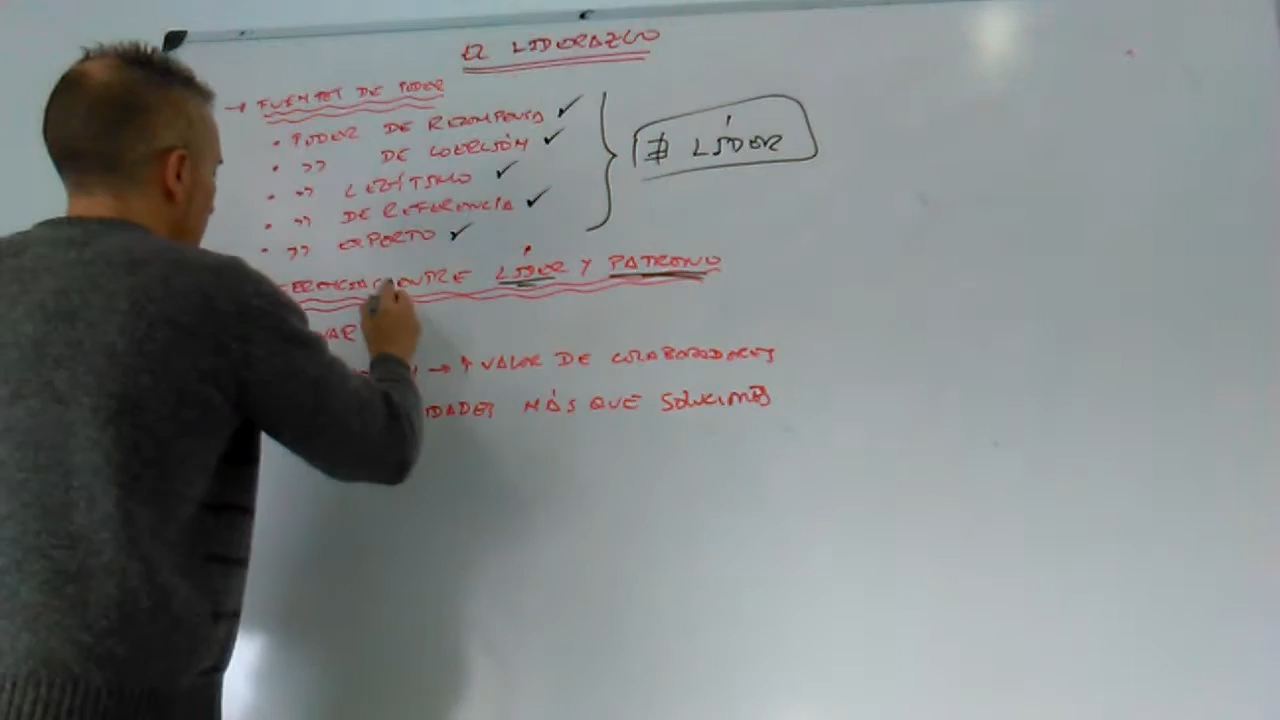 EL LIDERAZGO
→ FUENTES DE PODER
• PODER DE RECOMPENSA ✓
• >> DE COERCIÓN ✓
• >> LEGÍTIMO ✓
• >> DE REFERENCIA ✓
• >> EXPERTO ✓
∄ LÍDER
ENTRE LÍDER Y PATRONO
→ ↑ VALOR DE COLABORADORES
IDADES MÁS QUE SOLUCIONES